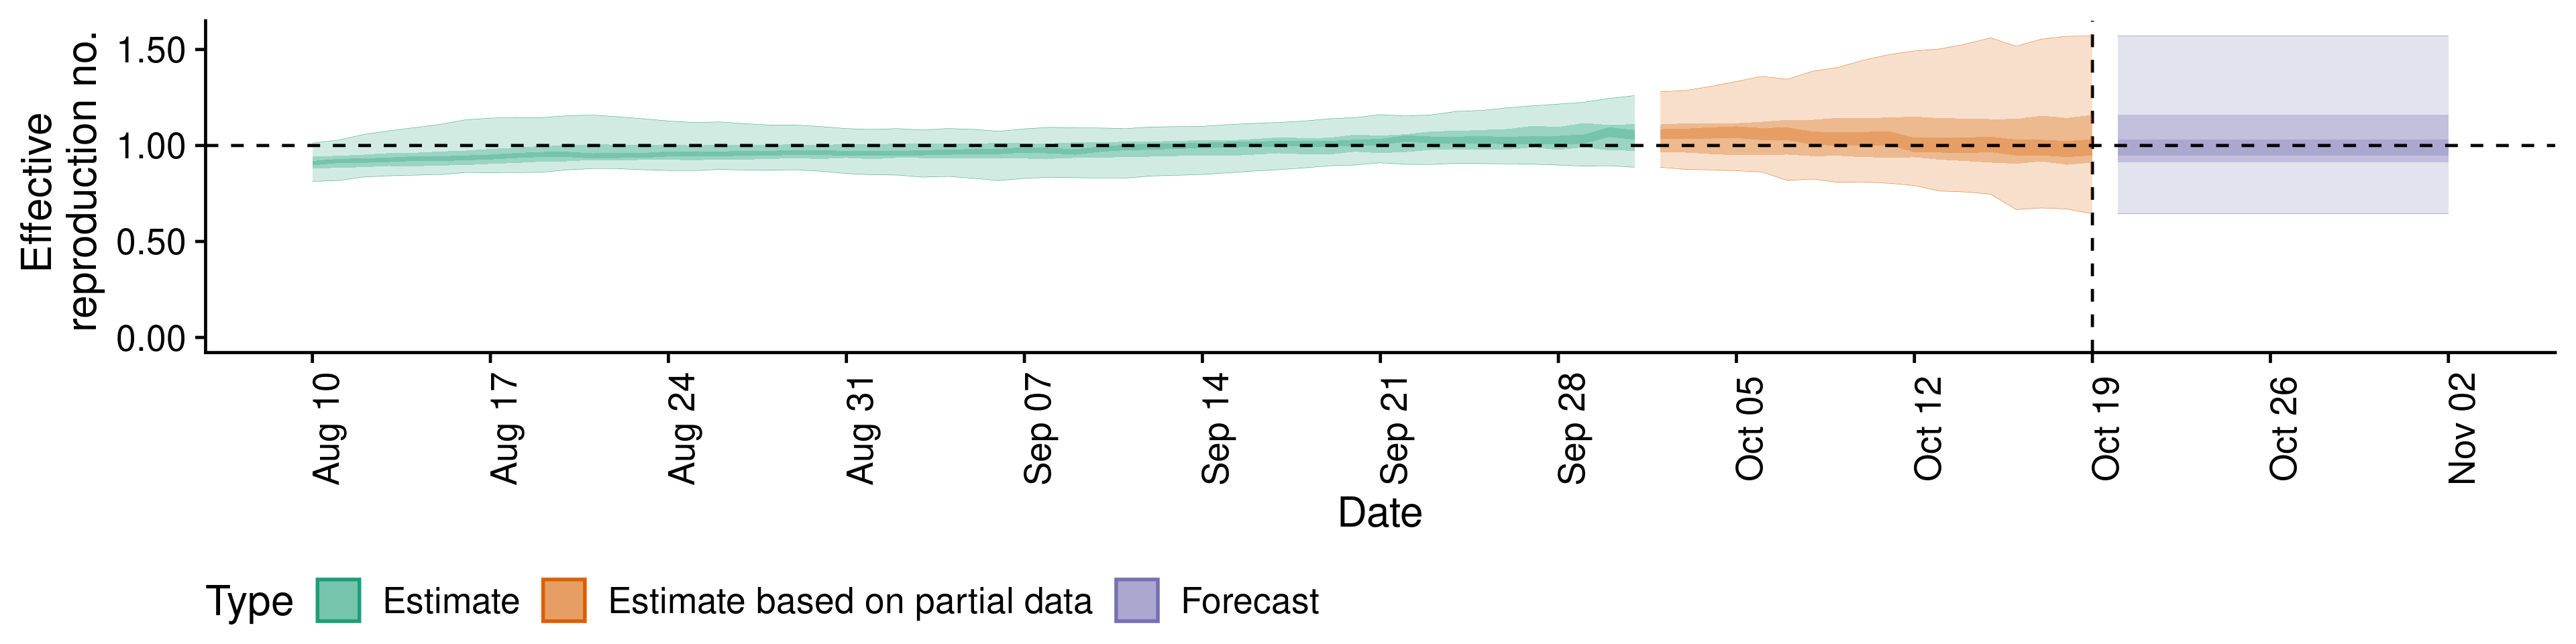 Effective
reproduction no.
1.50
1.00
0.50
0.00
Aug 10
Aug 17
Aug 24
Aug 31
Sep 07
Sep 14
Sep 21
Sep 28
Oct 05
Oct 12
Oct 19
Oct 26
Nov 02
Date
Type Estimate Estimate based on partial data Forecast